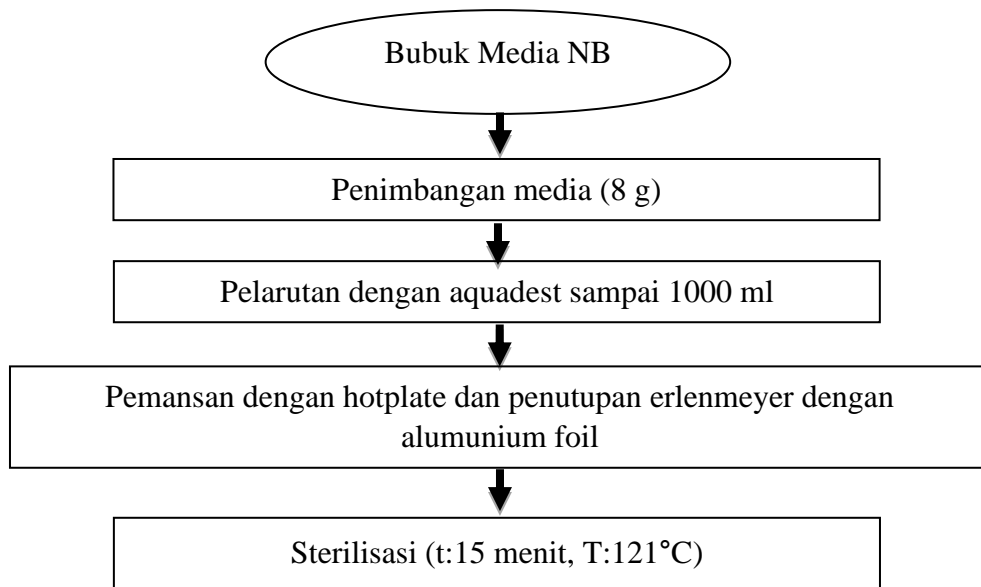 Bubuk Media NB
Penimbangan media (8 g)
Pelarutan dengan aquadest sampai 1000 ml
Pemansan dengan hotplate dan penutupan erlenmeyer dengan
alumunium foil
Sterilisasi (t:15 menit, T:121°C)